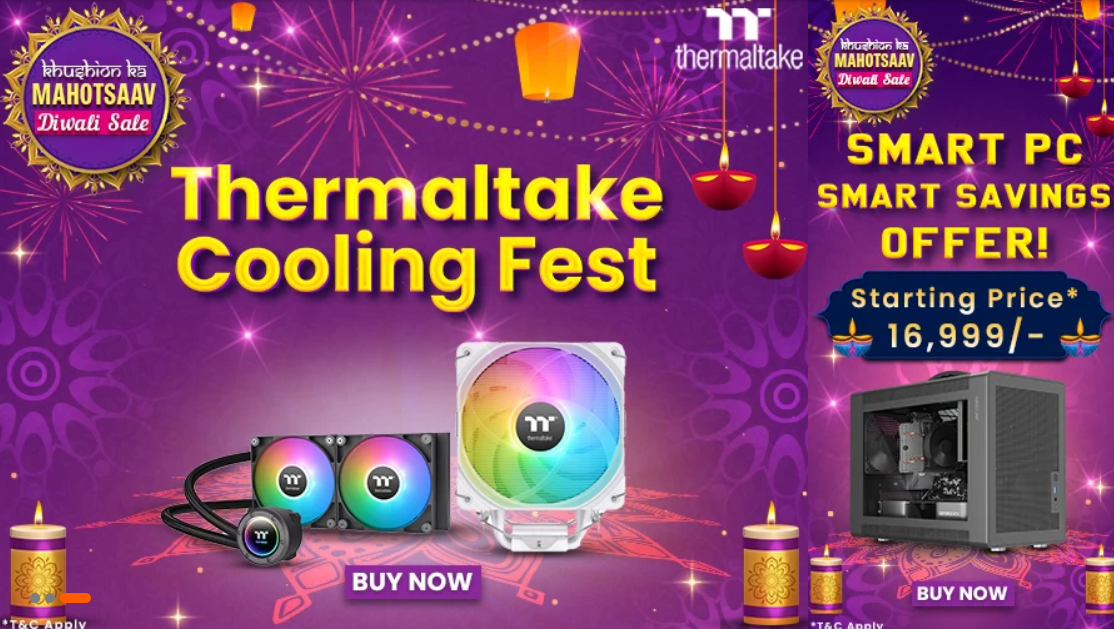 khushion ka
MAHOTSAAV
Diwali Sale
thermaltake
Thermaltake
Cooling Fest
thermaltake
BUY NOW
*T&C Apply
khushion ka
MAHOTSAAV
Diwali Sale
SMART PC
SMART SAVINGS
OFFER!
Starting Price*
16,999/-
BUY NOW
*T&C Apply